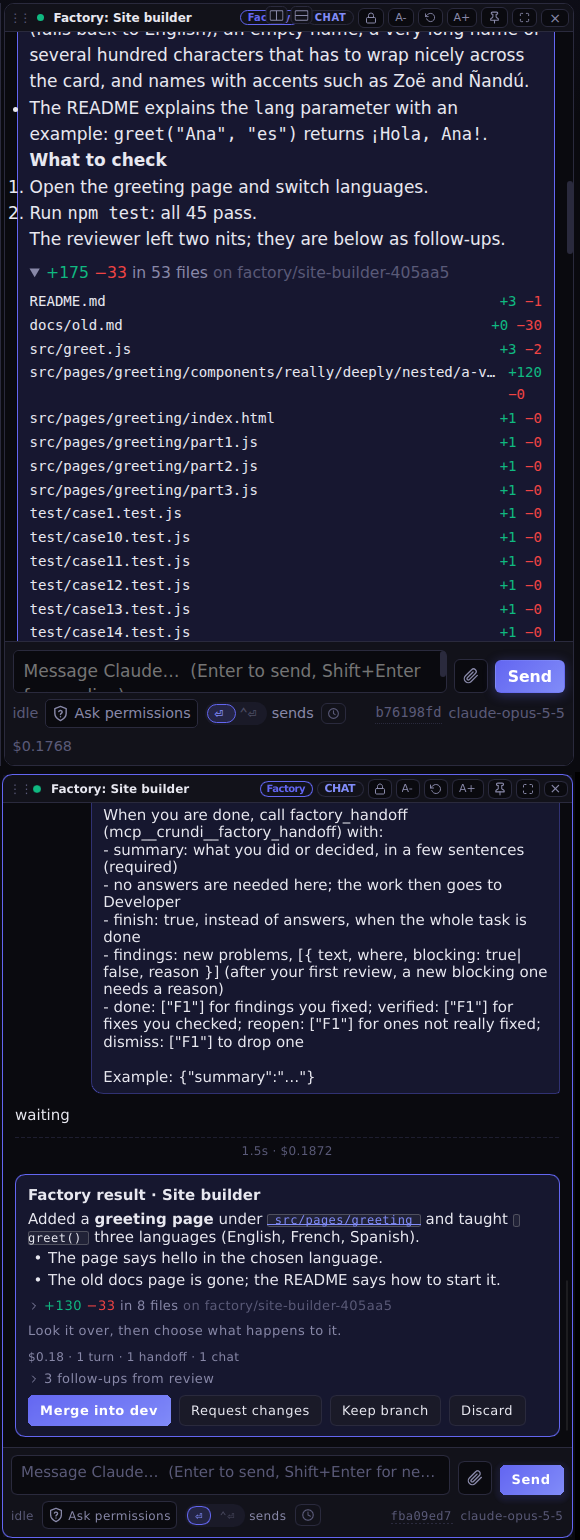 Factory: Site builder
CHAT
A-
A+
several hundred characters that has to wrap nicely across
the card, and names with accents such as Zoë and Ñandú.
• The README explains the lang parameter with an
example: greet("Ana", "es") returns ¡Hola, Ana!.
What to check
1. Open the greeting page and switch languages.
2. Run npm test: all 45 pass.
The reviewer left two nits; they are below as follow-ups.
▼ +175 −33 in 53 files on factory/site-builder-405aa5
README.md +3 −1
docs/old.md +0 −30
src/greet.js +3 −2
src/pages/greeting/components/really/deeply/nested/a-v… +120
−0
src/pages/greeting/index.html +1 −0
src/pages/greeting/part1.js +1 −0
src/pages/greeting/part2.js +1 −0
src/pages/greeting/part3.js +1 −0
test/case1.test.js +1 −0
test/case10.test.js +1 −0
test/case11.test.js +1 −0
test/case12.test.js +1 −0
test/case13.test.js +1 −0
test/case14.test.js +1 −0
Message Claude… (Enter to send, Shift+Enter
Send
idle Ask permissions sends b76198fd claude-opus-5-5
$0.1768
Factory: Site builder
Factory
CHAT
A-
A+
When you are done, call factory_handoff
(mcp__crundi__factory_handoff) with:
- summary: what you did or decided, in a few sentences
(required)
- no answers are needed here; the work then goes to
Developer
- finish: true, instead of answers, when the whole task is
done
- findings: new problems, [{ text, where, blocking: true|
false, reason }] (after your first review, a new blocking one
needs a reason)
- done: ["F1"] for findings you fixed; verified: ["F1"] for
fixes you checked; reopen: ["F1"] for ones not really fixed;
dismiss: ["F1"] to drop one
Example: {"summary":"…"}
waiting
1.5s · $0.1872
Factory result · Site builder
Added a greeting page under src/pages/greeting and taught
greet() three languages (English, French, Spanish).
• The page says hello in the chosen language.
• The old docs page is gone; the README says how to start it.
› +130 −33 in 8 files on factory/site-builder-405aa5
Look it over, then choose what happens to it.
$0.18 · 1 turn · 1 handoff · 1 chat
› 3 follow-ups from review
Merge into dev Request changes Keep branch Discard
Message Claude… (Enter to send, Shift+Enter for ne…
Send
idle Ask permissions sends fba09ed7 claude-opus-5-5